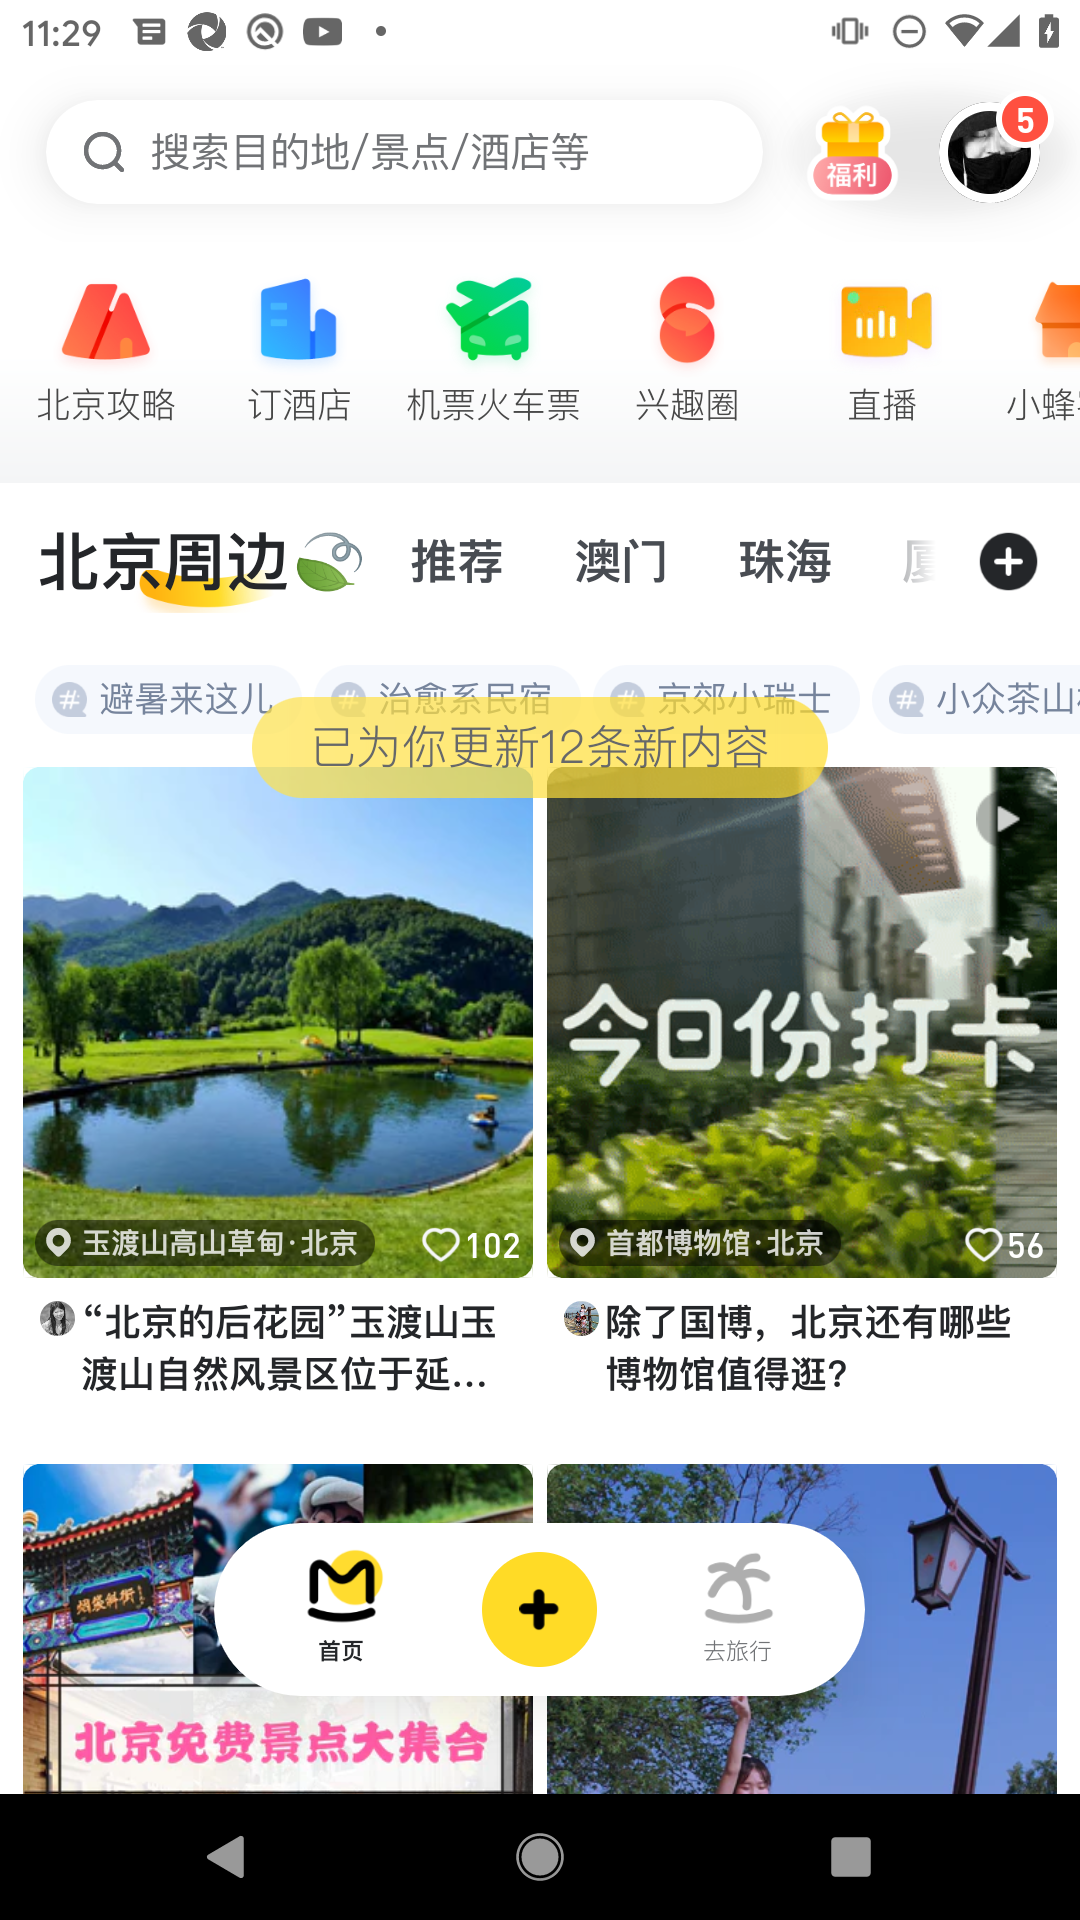 11:29
搜索目的地/景点/酒店等
福利
5
北京攻略
订酒店
机票火车票
兴趣圈
直播
小蜂
北京周边
推荐
澳门
珠海
避暑来这儿
治愈系民宿
京郊小瑞士
小众茶山
已为你更新12条新内容
今日份打卡
玉渡山高山草甸·北京
102
首都博物馆·北京
56
“北京的后花园”玉渡山玉
渡山自然风景区位于延...
除了国博，北京还有哪些
博物馆值得逛?
烟袋斜街
首页
去旅行
北京免费景点大集合